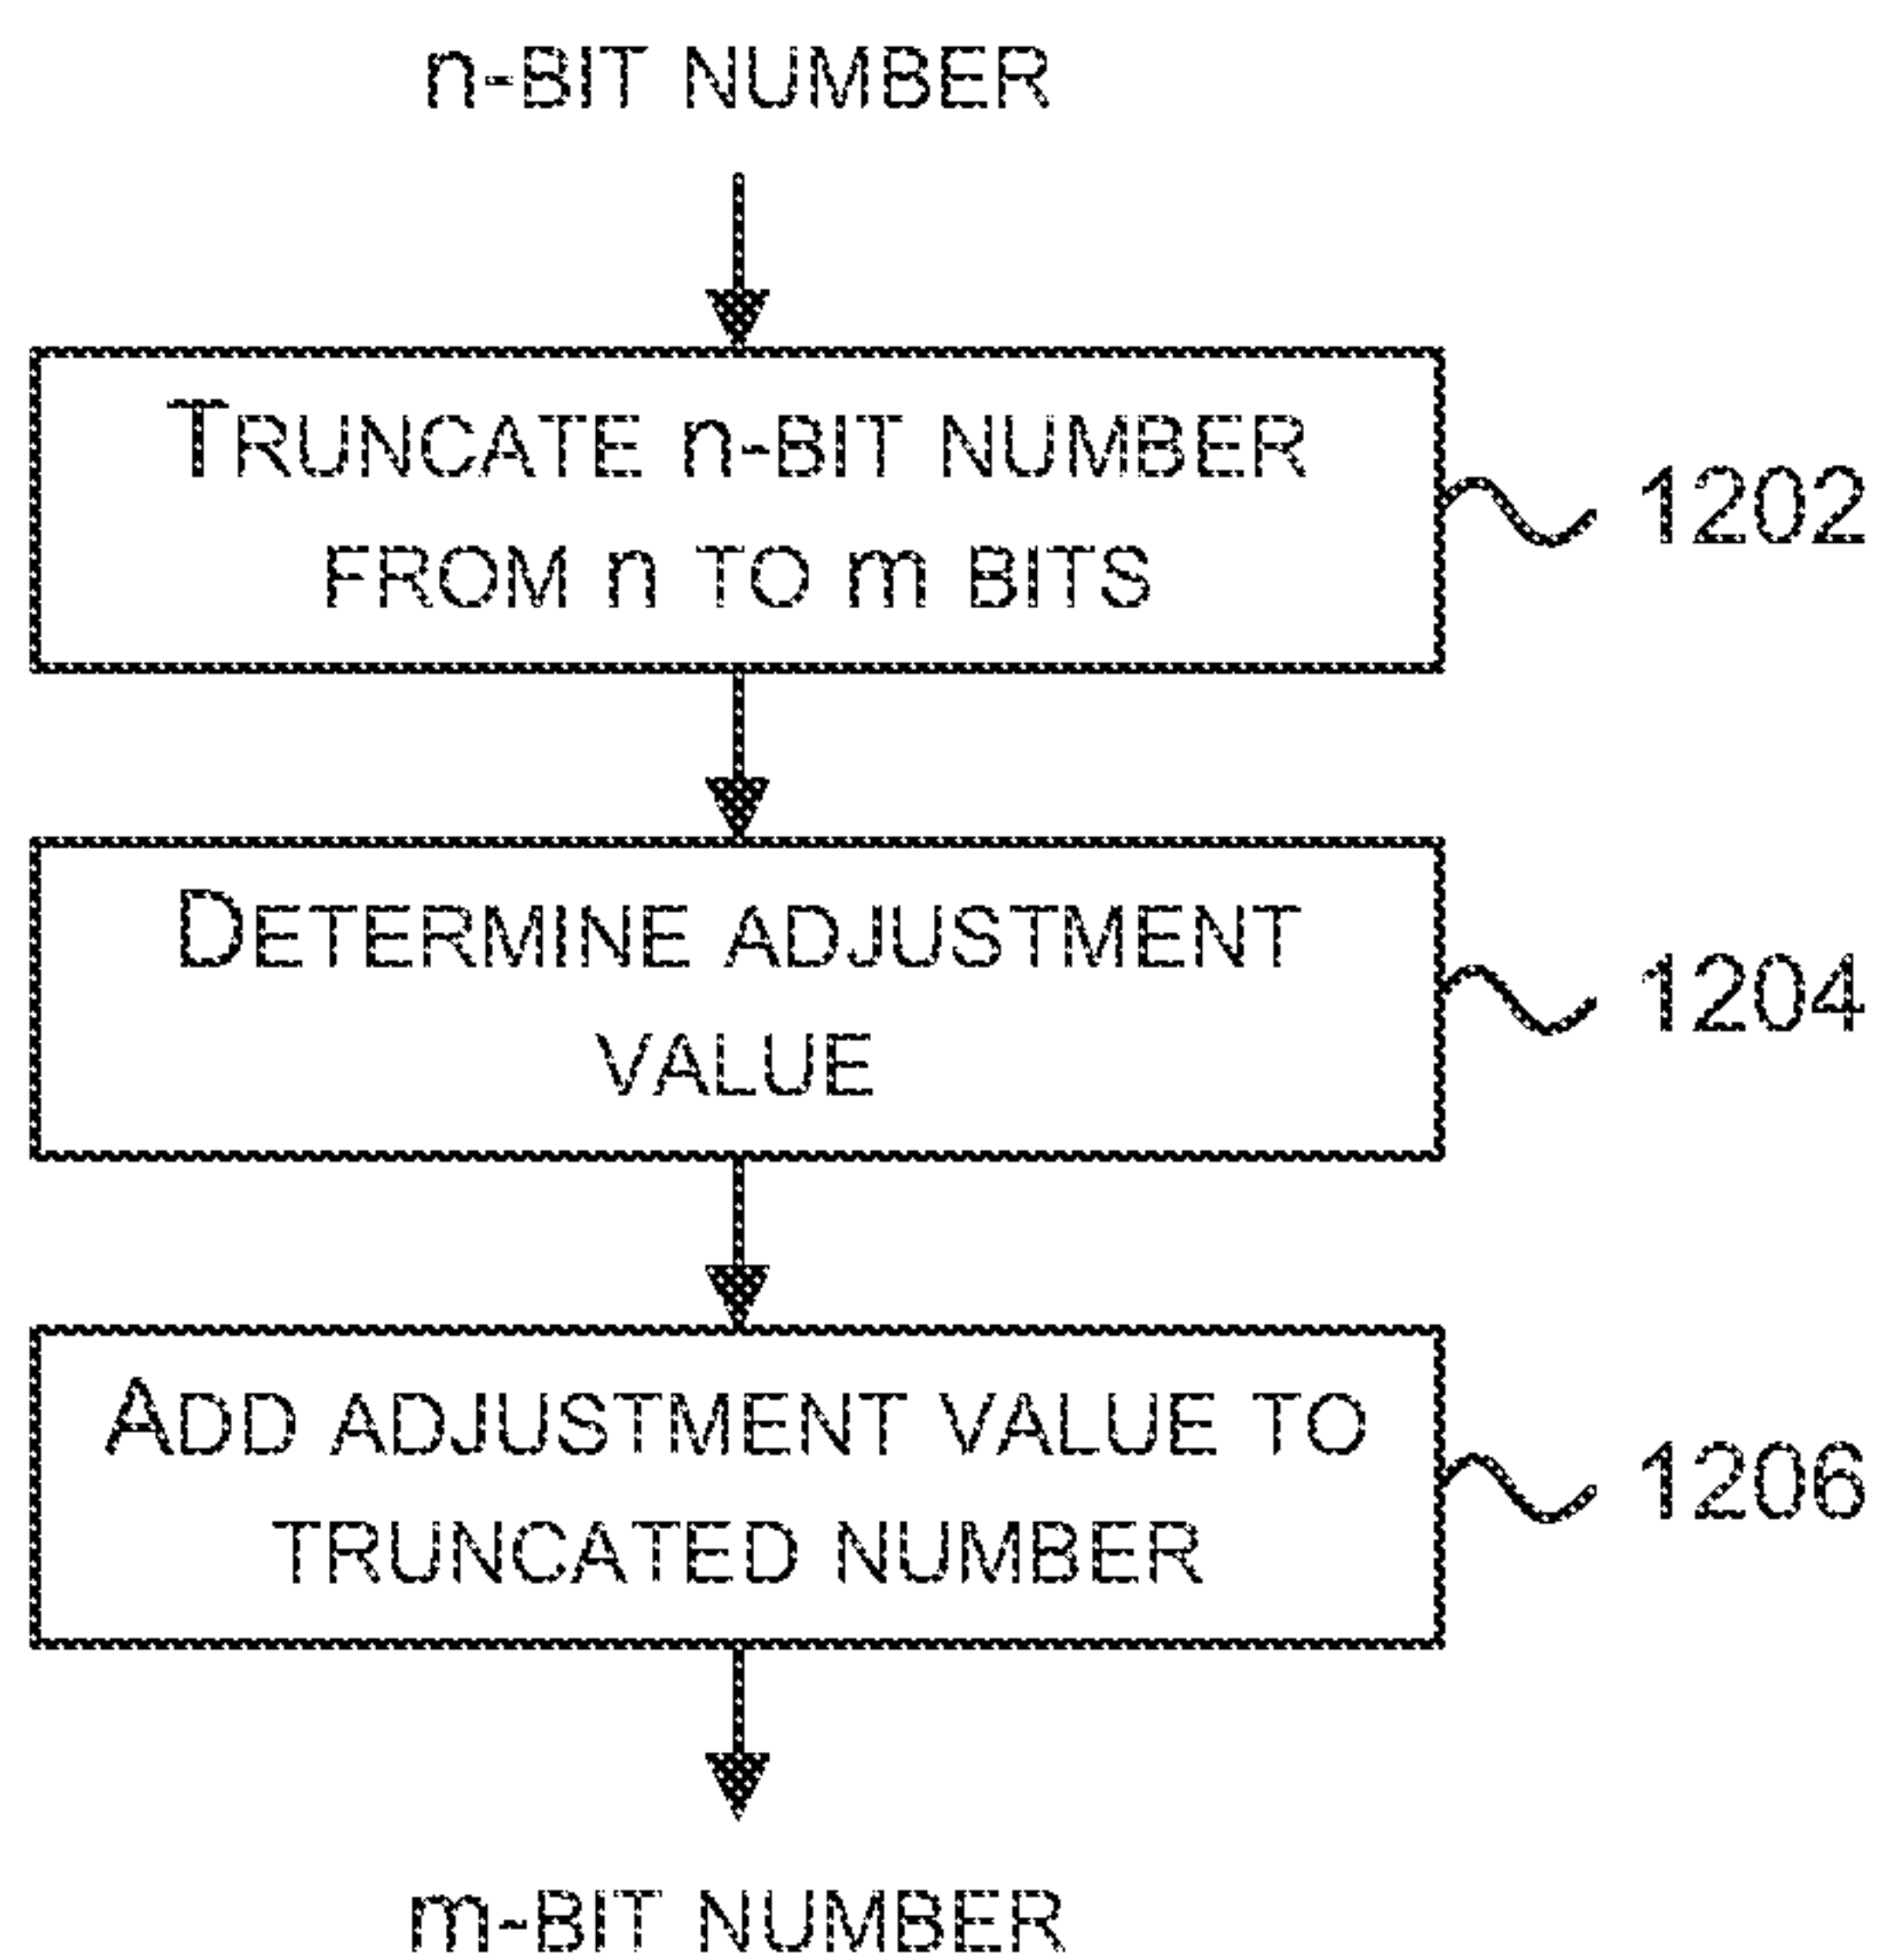 n-BIT NUMBER
TRUNCATE n-BIT NUMBER
FROM n TO m BITS
1202
DETERMINE ADJUSTMENT
VALUE
1204
ADD ADJUSTMENT VALUE TO
TRUNCATED NUMBER
1206
m-BIT NUMBER